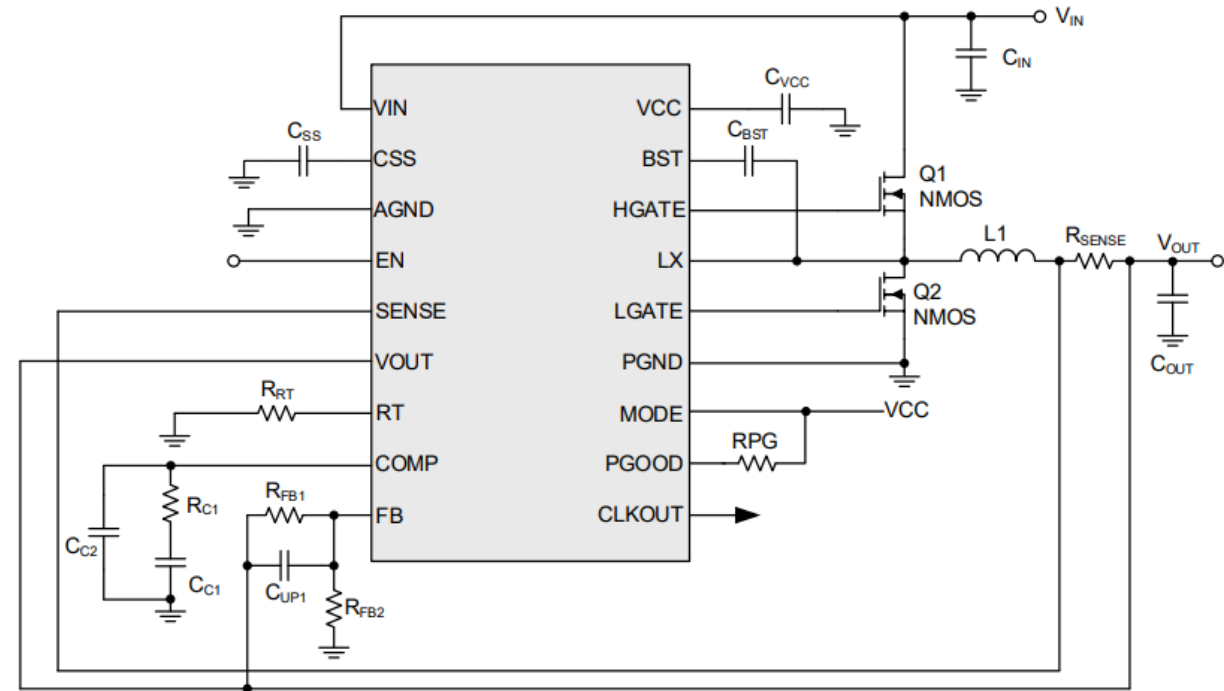 VIN
CIN
CVCC
VIN
VCC
CSS
CBST
CSS
BST
Q1
NMOS
AGND
HGATE
L1
RSENSE
VOUT
EN
LX
SENSE
LGATE
Q2
NMOS
VOUT
PGND
COUT
RRT
RT
MODE
VCC
RPG
COMP
PGOOD
RC1
RFB1
FB
CLKOUT
CC2
CC1
CUP1
RFB2